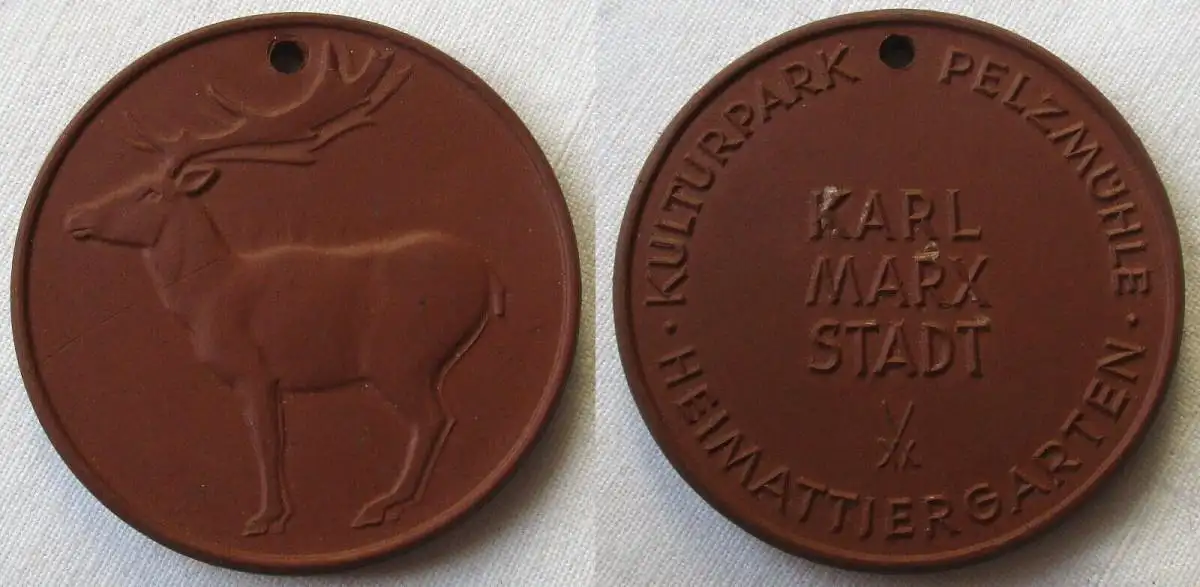 · KULTURPARK PELZMÜHLE ·
HEIMATTIERGARTEN
KARL
MARX
STADT